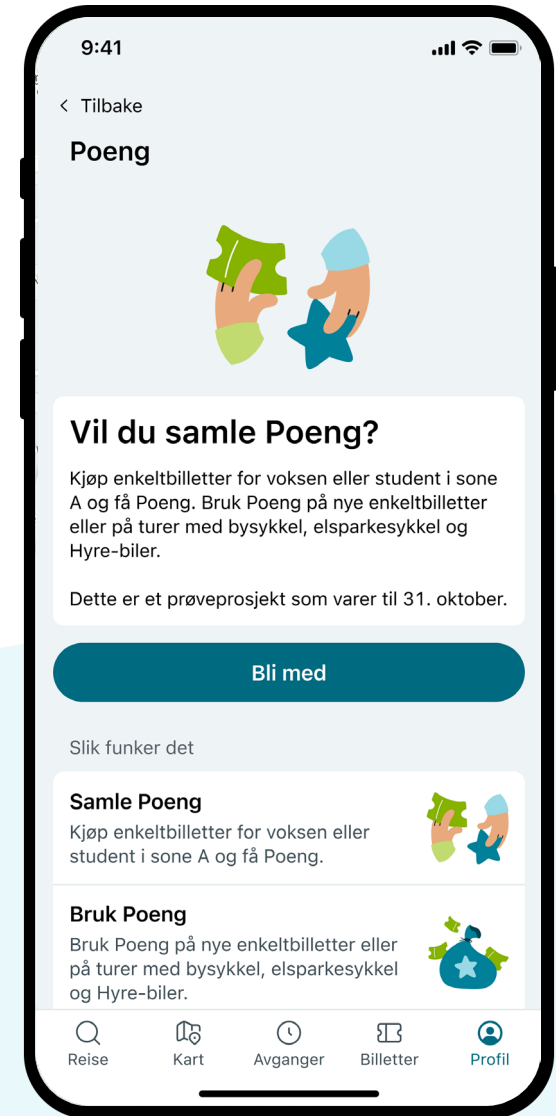 9:41
Tilbake
Poeng
Vil du samle Poeng?
Kjøp enkeltbilletter for voksen eller student i sone
A og få Poeng. Bruk Poeng på nye enkeltbilletter
eller på turer med bysykkel, elsparkesykkel og
Hyre-biler.
Dette er et prøveprosjekt som varer til 31. oktober.
Bli med
Slik funker det
Samle Poeng
Kjøp enkeltbilletter for voksen eller
student i sone A og få Poeng.
Bruk Poeng
Bruk Poeng på nye enkeltbilletter eller
på turer med bysykkel, elsparkesykkel
og Hyre-biler.
Reise Kart Avganger Billetter Profil